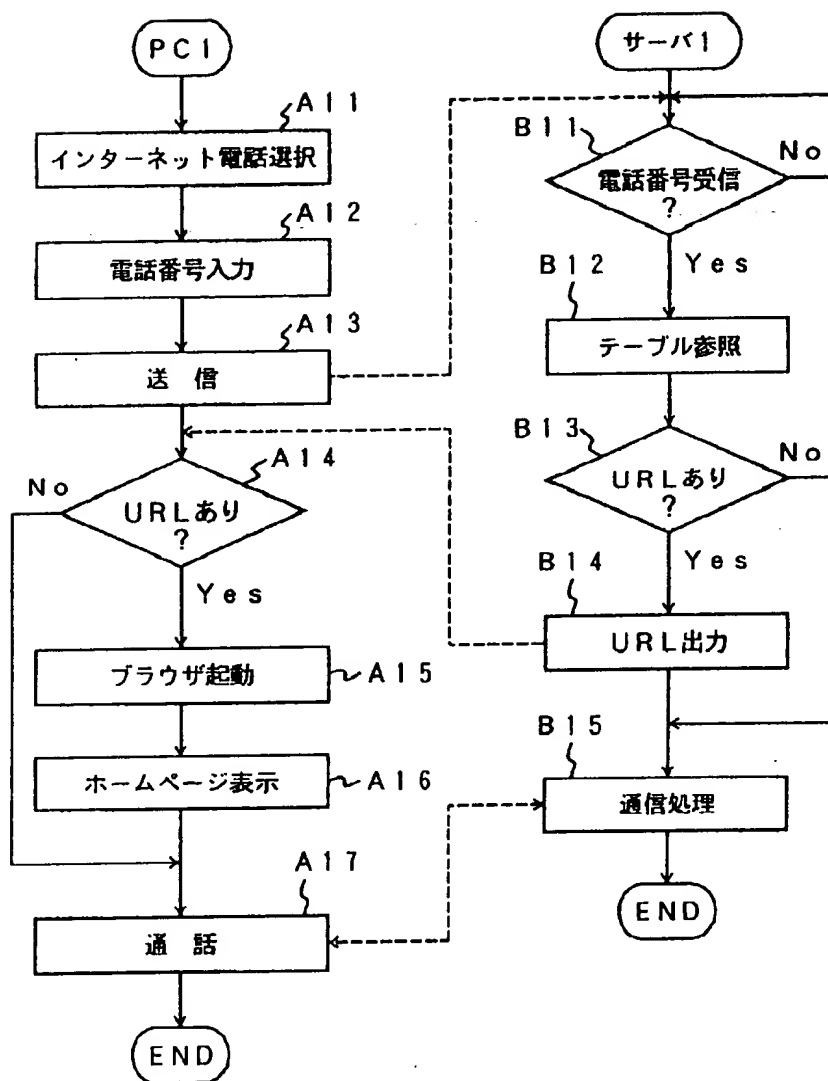 PC1
A11
インターネット電話選択
A12
電話番号入力
A13
送 信
A14
No
URLあり
?
Yes
ブラウザ起動
A15
ホームページ表示
A16
A17
通 話
END
サーバ1
B11
No
電話番号受信
?
Yes
B12
テーブル参照
B13
No
URLあり
?
Yes
B14
URL出力
B15
通信処理
END